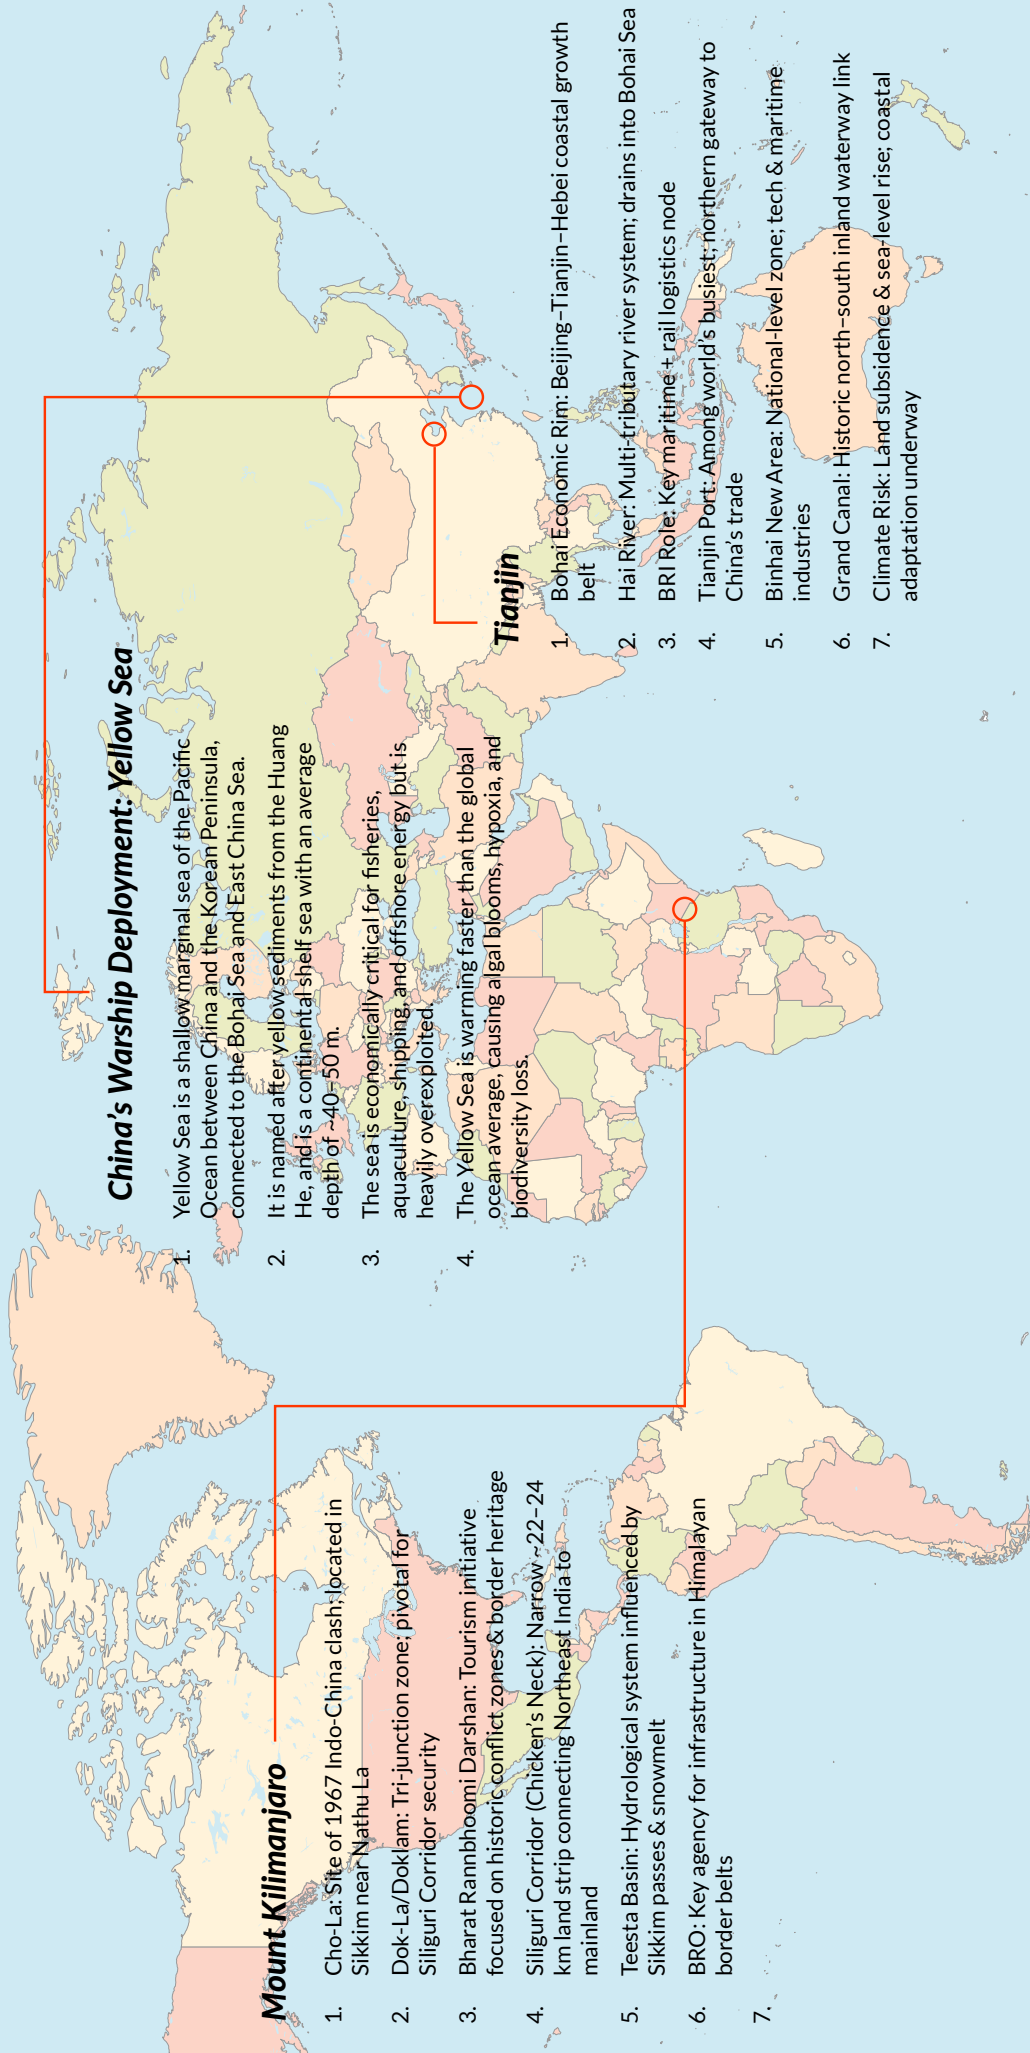 China's Warship Deployment: Yellow Sea
1. Yellow Sea is a shallow marginal sea of the Pacific
Ocean between China and the Korean Peninsula,
connected to the Bohai Sea and East China Sea.
2. It is named after yellow sediments from the Huang
He, and is a continental shelf sea with an average
depth of ~40–50 m.
3. The sea is economically critical for fisheries,
aquaculture, shipping, and offshore energy but is
heavily overexploited.
4. The Yellow Sea is warming faster than the global
ocean average, causing algal blooms, hypoxia, and
biodiversity loss.
Mount Kilimanjaro
1. Cho-La: Site of 1967 Indo-China clash; located in
Sikkim near Nathu La
2. Dok-La/Doklam: Tri-junction zone; pivotal for
Siliguri Corridor security
3. Bharat Rannbhoomi Darshan: Tourism initiative
focused on historic conflict zones & border heritage
4. Siliguri Corridor (Chicken's Neck): Narrow ~22–24
km land strip connecting Northeast India to
mainland
5. Teesta Basin: Hydrological system influenced by
Sikkim passes & snowmelt
6. BRO: Key agency for infrastructure in Himalayan
border belts
7.
Tianjin
1. Bohai Economic Rim: Beijing–Tianjin–Hebei coastal growth
belt
2. Hai River: Multi-tributary river system; drains into Bohai Sea
3. BRI Role: Key maritime + rail logistics node
4. Tianjin Port: Among world's busiest; northern gateway to
China's trade
5. Binhai New Area: National-level zone; tech & maritime
industries
6. Grand Canal: Historic north–south inland waterway link
7. Climate Risk: Land subsidence & sea-level rise; coastal
adaptation underway